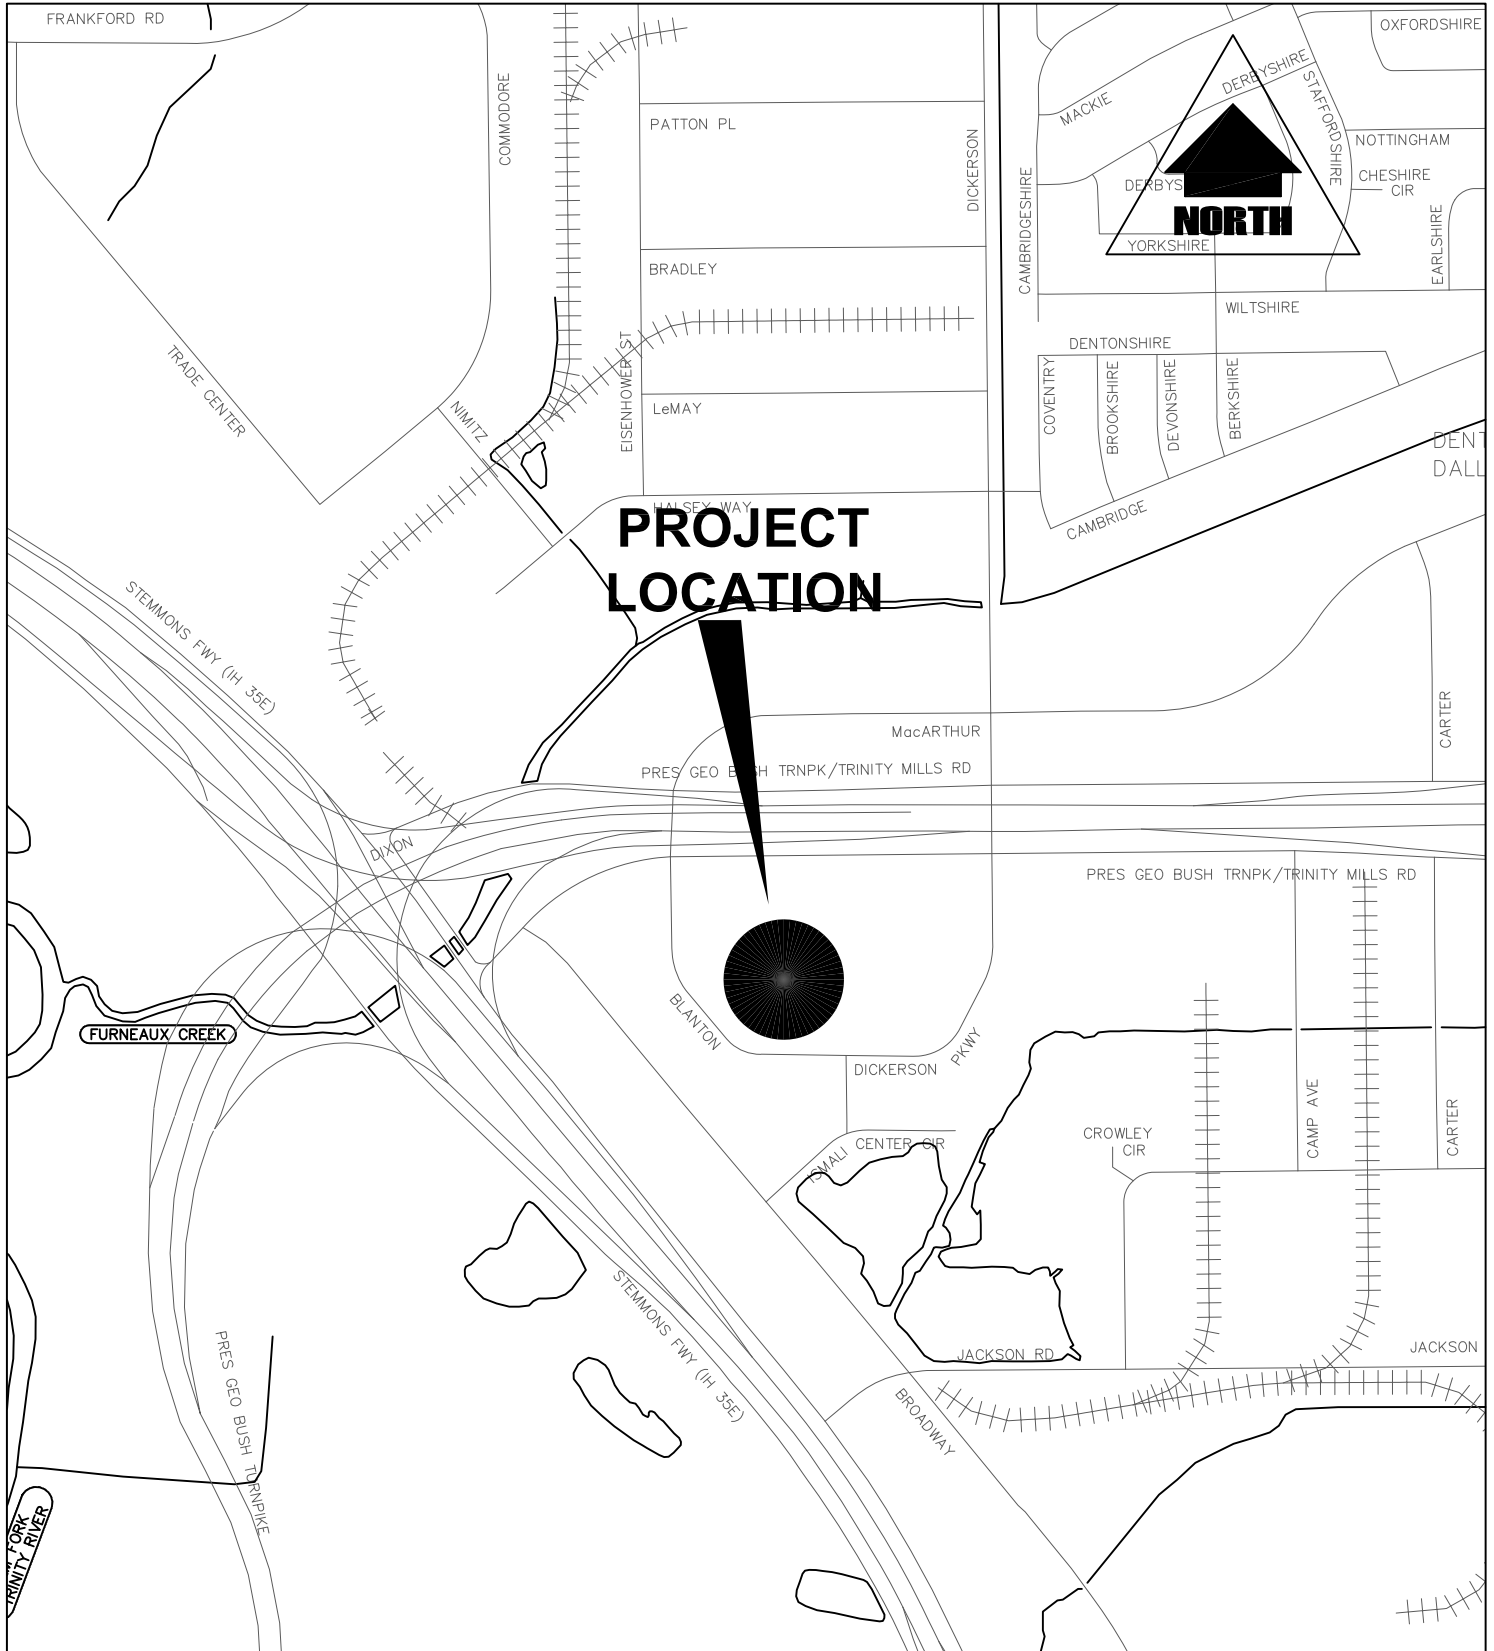 FRANKFORD RD
OXFORDSHIRE
DERBYSHIRE
STAFFORDSHIRE
COMMODORE
MACKIE
PATTON PL
DICKERSON
NOTTINGHAM
CHESHIRE
CIR
CAMBRIDGESHIRE
DERBYS
NORTH
YORKSHIRE
EARLSHIRE
BRADLEY
WILTSHIRE
DENTONSHIRE
TRADE CENTER
NIMITZ
EISENHOWER ST
LeMAY
COVENTRY
BROOKSHIRE
DEVONSHIRE
BERKSHIRE
DENT
DALL
HALSEY WAY
CAMBRIDGE
PROJECT
LOCATION
STEMMONS FWY (IH 35E)
MacARTHUR
CARTER
PRES GEO BUSH TRNPK/TRINITY MILLS RD
DIXON
PRES GEO BUSH TRNPK/TRINITY MILLS RD
BLANTON
FURNEAUX CREEK
DICKERSON
PKWY
CAMP AVE
CARTER
CROWLEY
CIR
ISMALI
CENTER CIR
STEMMONS FWY (IH 35E)
JACKSON RD
JACKSON
BROADWAY
PRES GEO BUSH TURNPIKE
FORK
RINITY RIVER